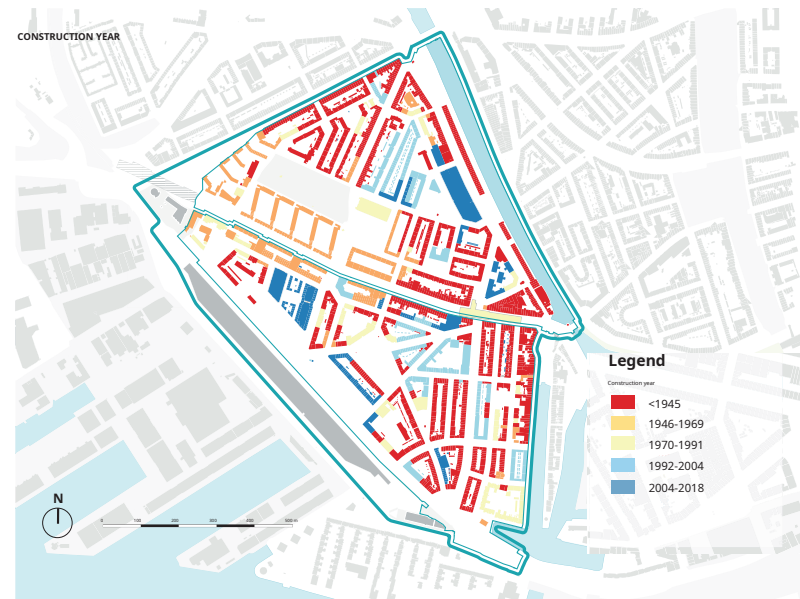 CONSTRUCTION YEAR
Legend
Construction year
<1945
1946-1969
1970-1991
1992-2004
2004-2018
N
0 100 200 300 400 500 m